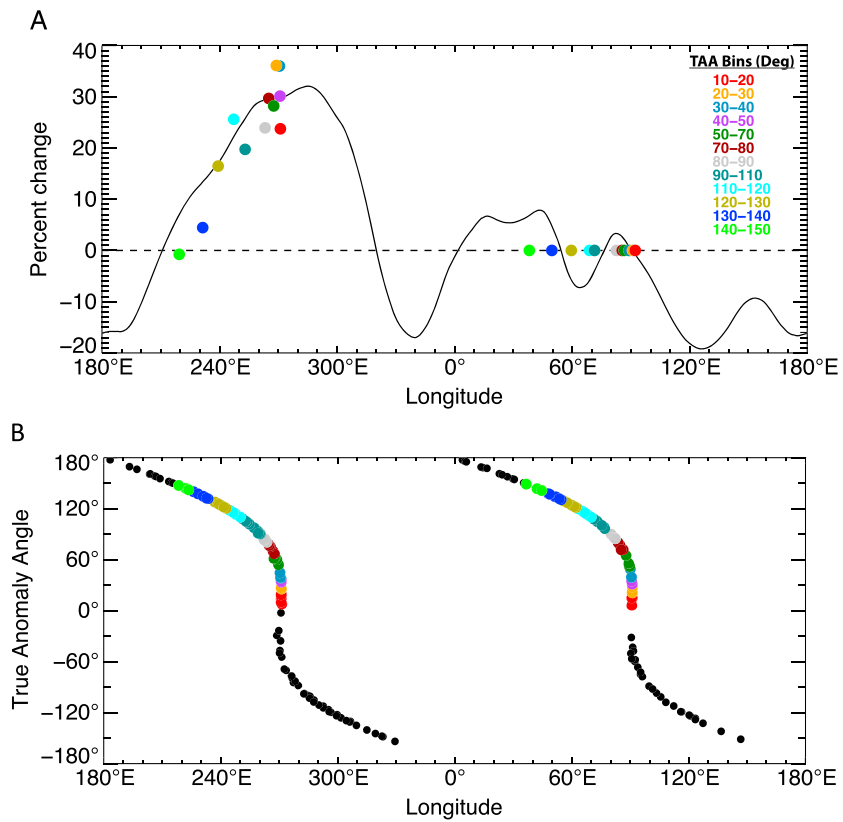 A
40
30
20
10
0
−10
−20
Percent change
TAA Bins (Deg)
10−20
20−30
30−40
40−50
50−70
70−80
80−90
90−110
110−120
120−130
130−140
140−150
180°E 240°E 300°E 0° 60°E 120°E 180°E
Longitude
B
180°
120°
60°
0°
−60°
−120°
−180°
True Anomaly Angle
180°E 240°E 300°E 0° 60°E 120°E 180°E
Longitude